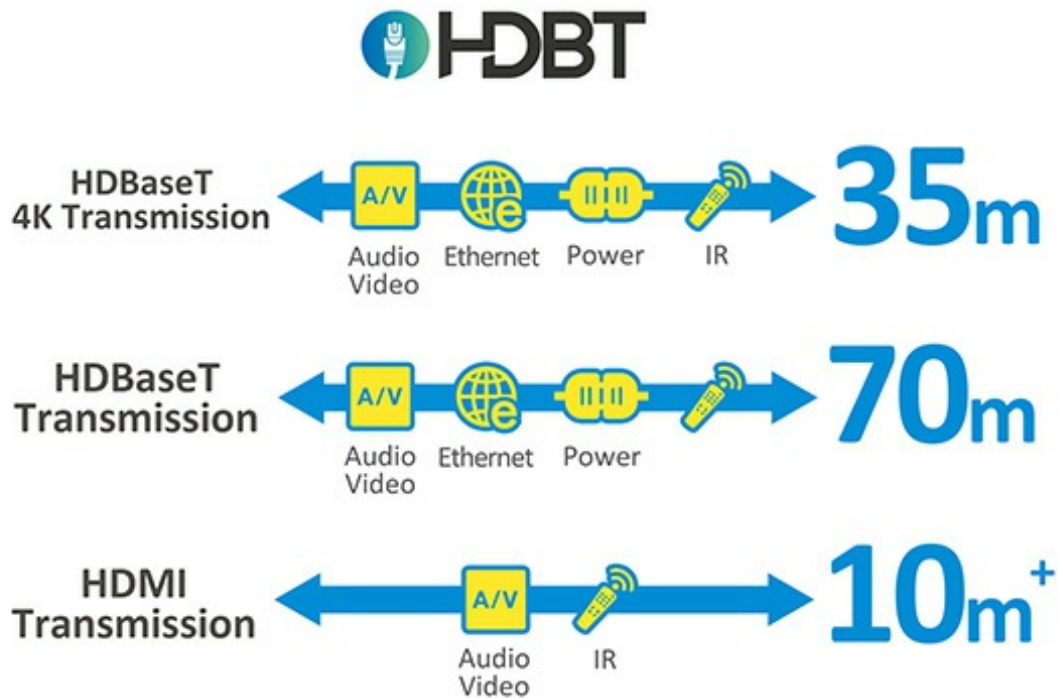 HDBT
HDBaseT
4K Transmission
A/V
e
Audio
Video
Ethernet
Power
IR
35m
HDBaseT
Transmission
A/V
e
Audio
Video
Ethernet
Power
70m
HDMI
Transmission
A/V
Audio
Video
IR
10m+